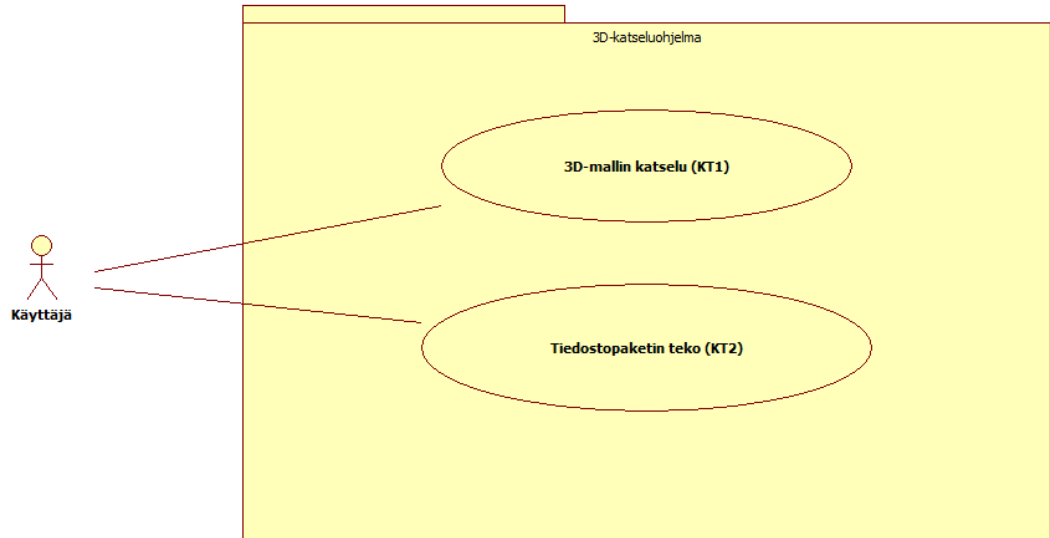 3D-katseluohjelma
3D-mallin katselu (KT1)
Käyttäjä
Tiedostopaketin teko (KT2)